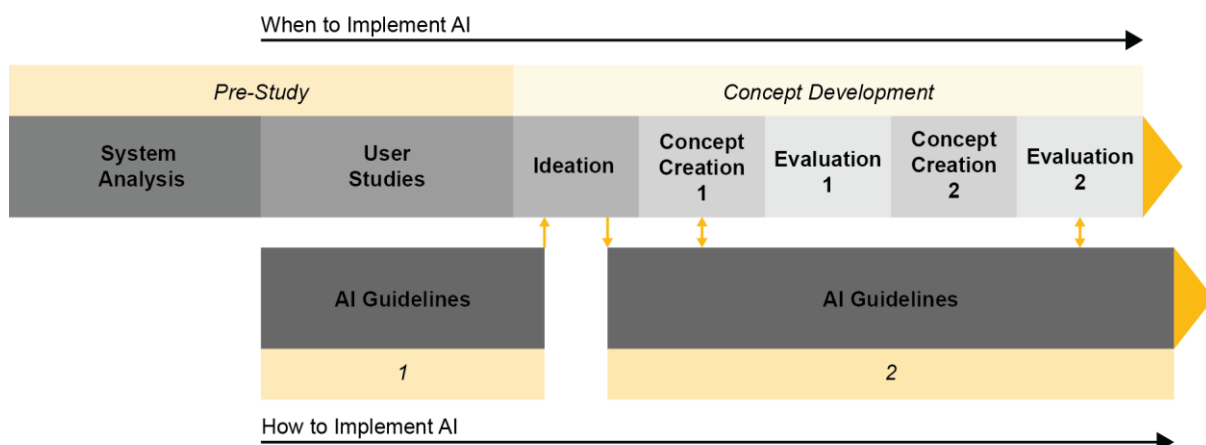 When to Implement AI
Pre-Study
Concept Development
System
Analysis
User
Studies
Ideation
Concept
Creation
1
Evaluation
1
Concept
Creation
2
Evaluation
2
AI Guidelines
AI Guidelines
1
2
How to Implement AI